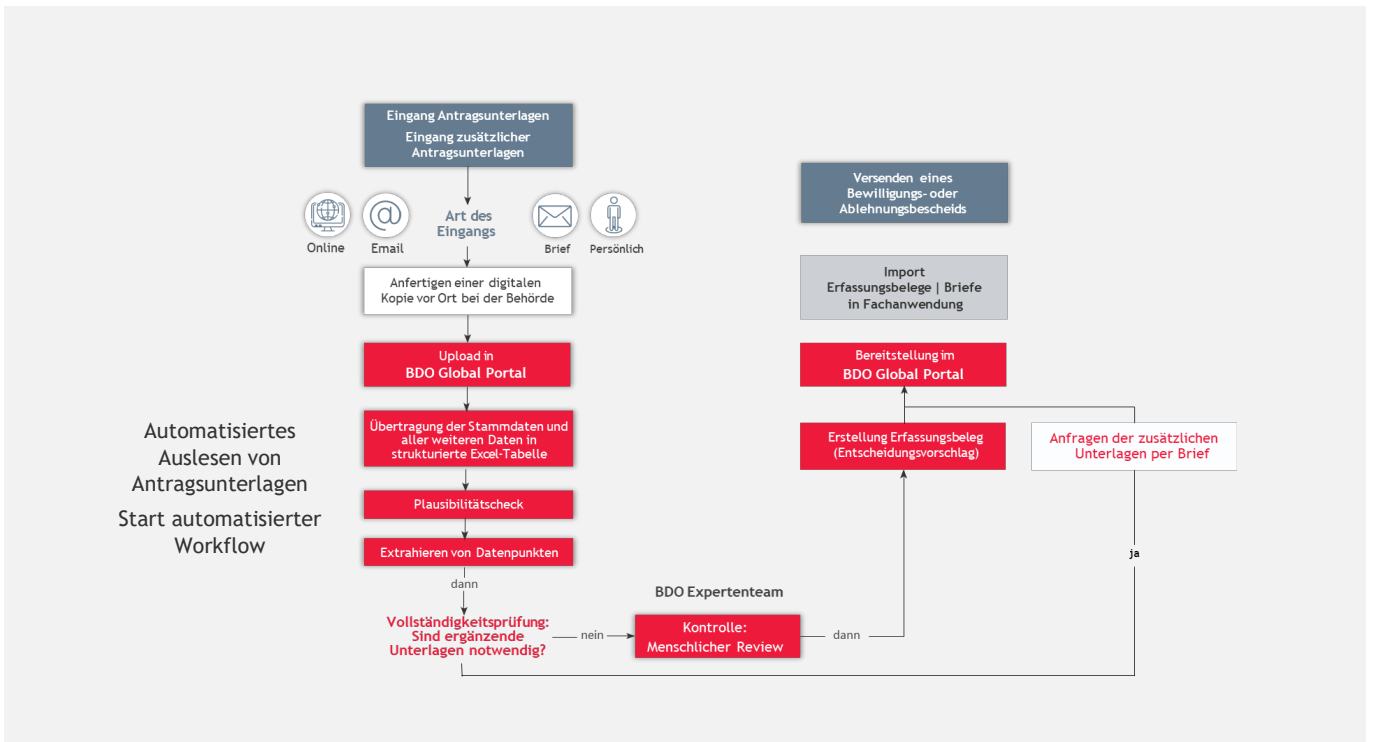 Eingang Antragsunterlagen
Eingang zusätzlicher
Antragsunterlagen
Online
Email
Art des
Eingangs
Brief
Persönlich
Anfertigen einer digitalen
Kopie vor Ort bei der Behörde
Upload in
BDO Global Portal
Übertragung der Stammdaten und
aller weiteren Daten in
strukturierte Excel-Tabelle
Plausibilitätscheck
Extrahieren von Datenpunkten
dann
Vollständigkeitsprüfung:
Sind ergänzende
Unterlagen notwendig?
nein
BDO Expertenteam
Kontrolle:
Menschlicher Review
dann
Automatisiertes
Auslesen von
Antragsunterlagen
Start automatisierter
Workflow
Versenden eines
Bewilligungs- oder
Ablehnungsbescheids
Import
Erfassungsbelege | Briefe
in Fachanwendung
Bereitstellung im
BDO Global Portal
Erstellung Erfassungsbeleg
(Entscheidungsvorschlag)
Anfragen der zusätzlichen
Unterlagen per Brief
ja